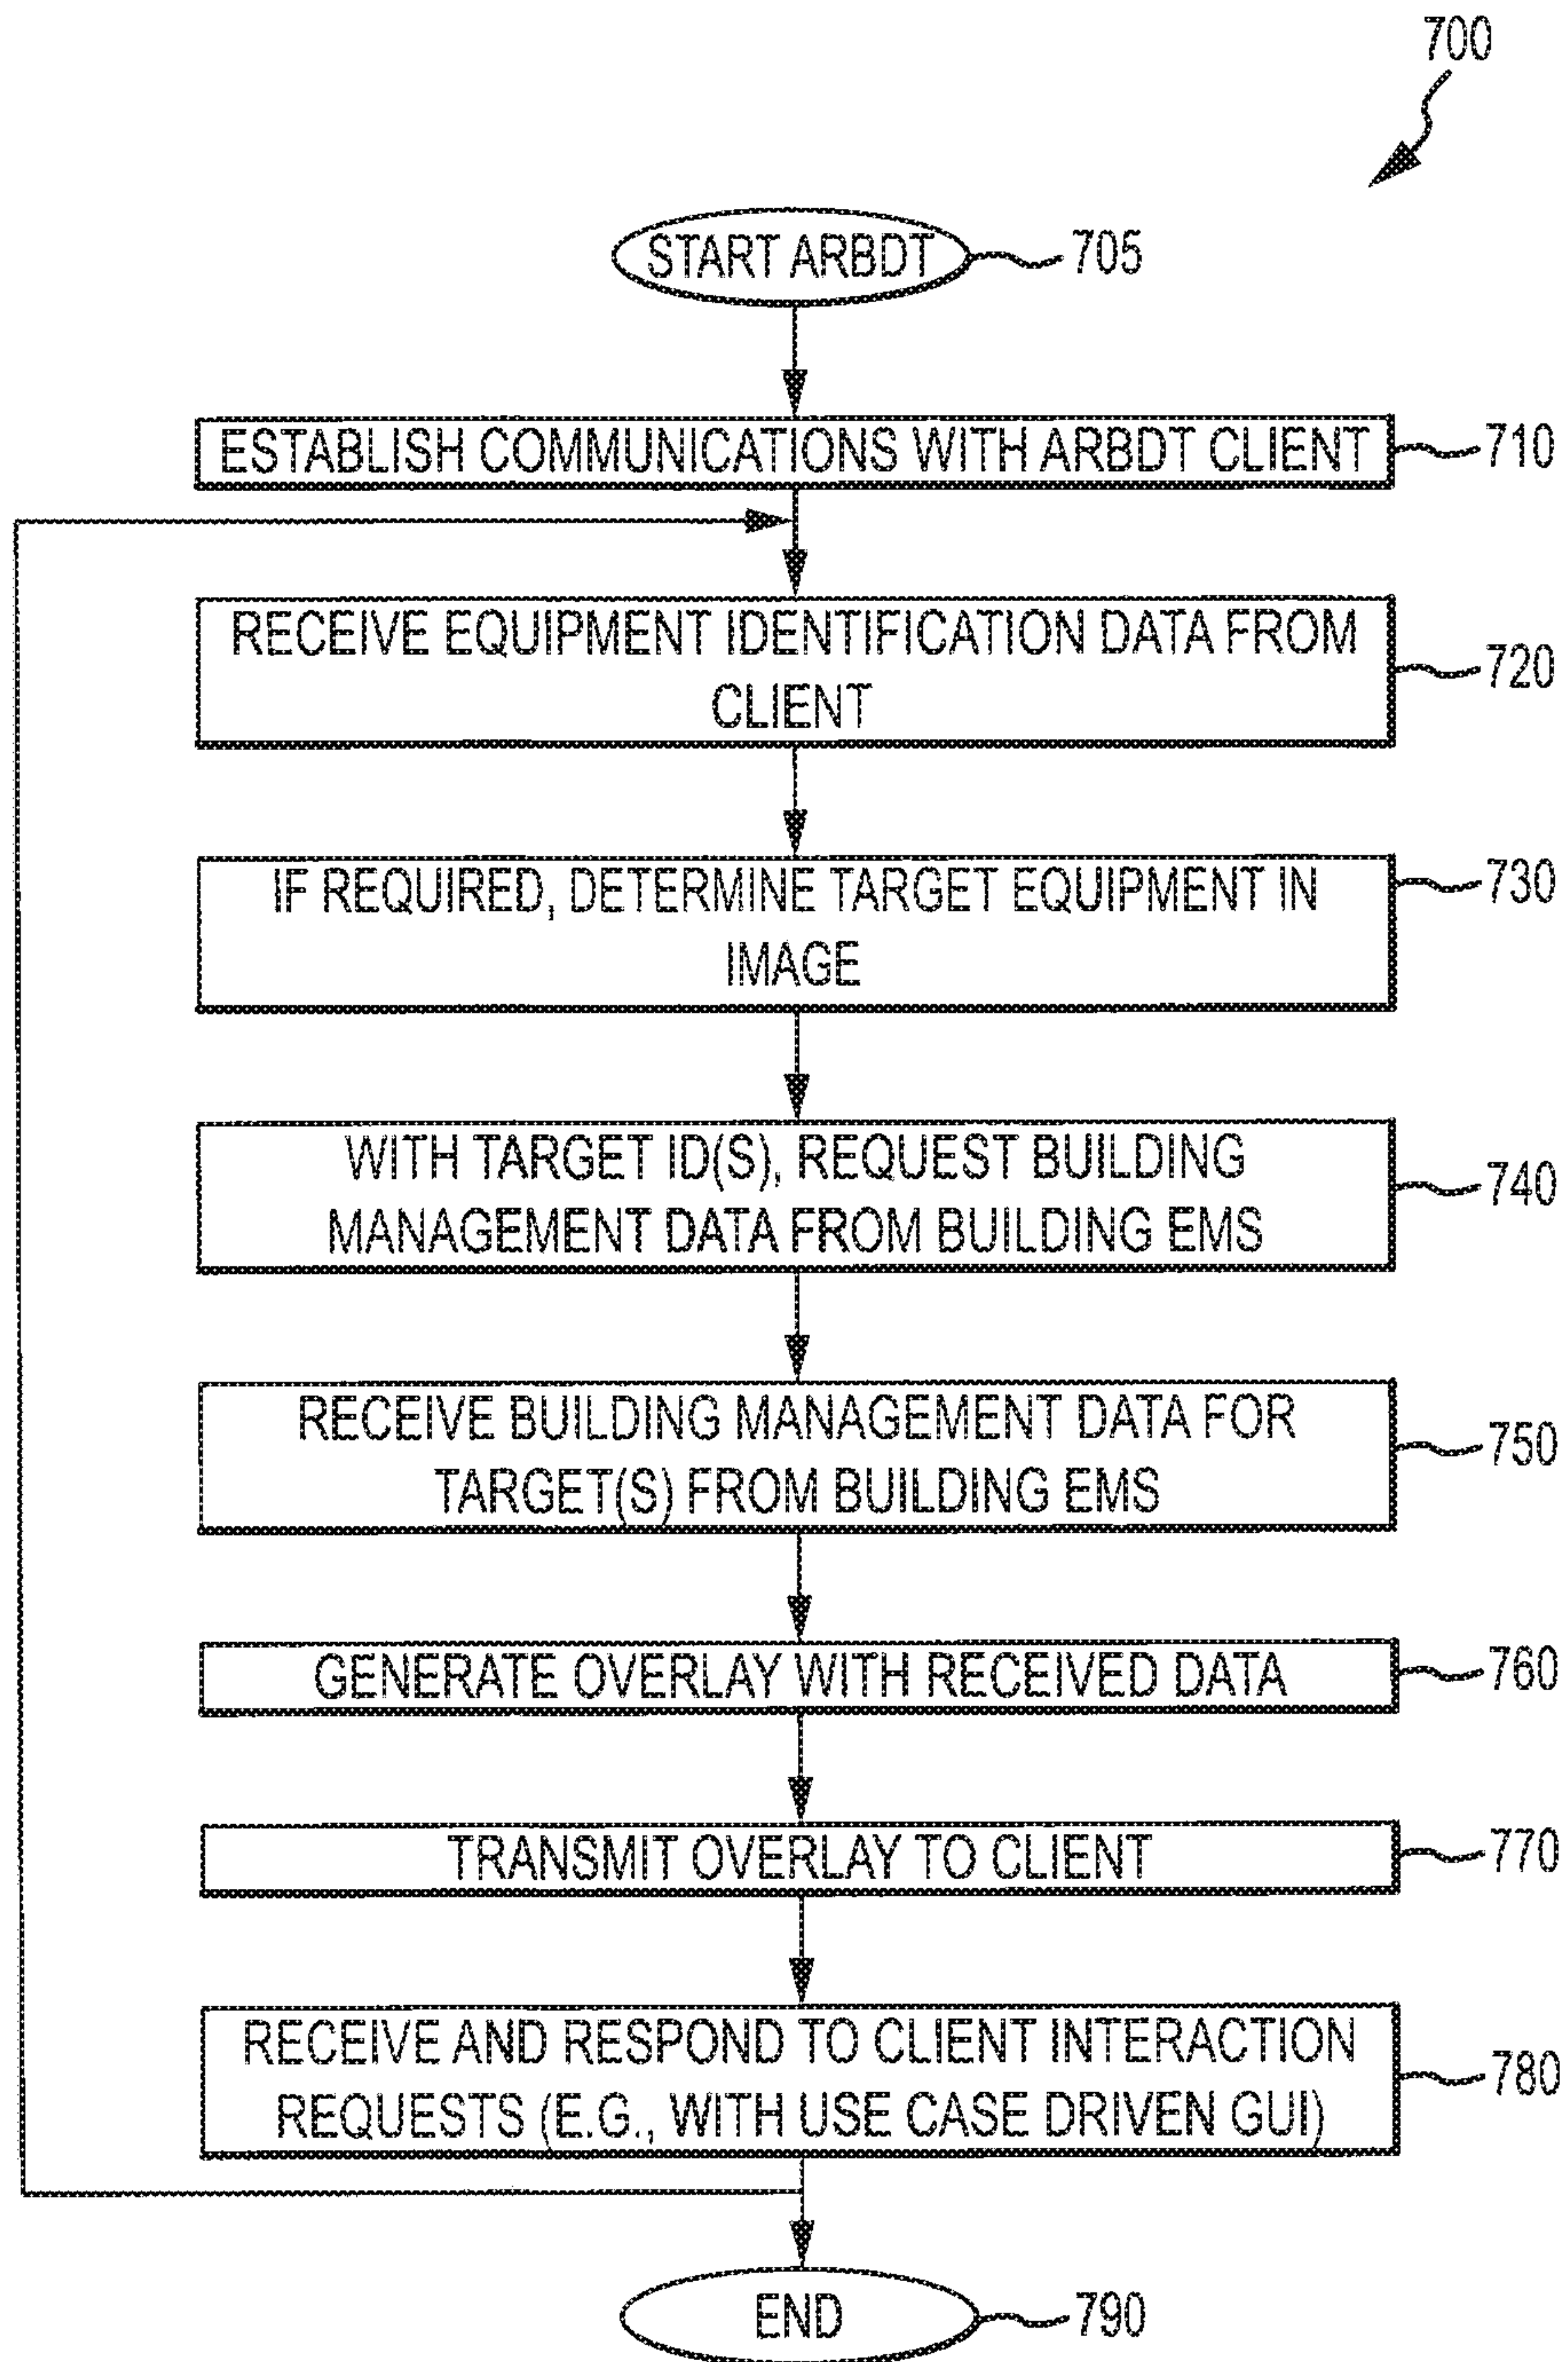 700
START ARBDT
705
ESTABLISH COMMUNICATIONS WITH ARBDT CLIENT
710
RECEIVE EQUIPMENT IDENTIFICATION DATA FROM
CLIENT
720
IF REQUIRED, DETERMINE TARGET EQUIPMENT IN
IMAGE
730
WITH TARGET ID(S), REQUEST BUILDING
MANAGEMENT DATA FROM BUILDING EMS
740
RECEIVE BUILDING MANAGEMENT DATA FOR
TARGET(S) FROM BUILDING EMS
750
GENERATE OVERLAY WITH RECEIVED DATA
760
TRANSMIT OVERLAY TO CLIENT
770
RECEIVE AND RESPOND TO CLIENT INTERACTION
REQUESTS (E.G., WITH USE CASE DRIVEN GUI)
780
END
790